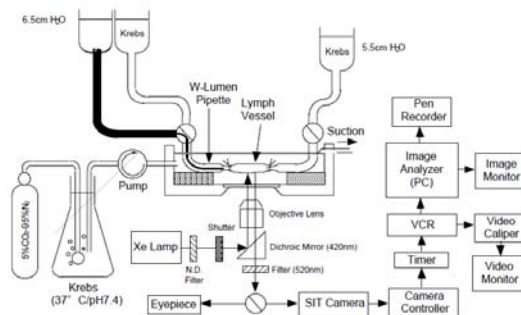 6.5cm H2O
Krebs
Krebs
5.5cm H2O
W-Lumen
Pipette
Lymph
Vessel
Suction
Pump
5%CO2-95%N2
Krebs
(37° C/pH7.4)
Objective Lens
Xe Lamp
Shutter
N.D.
Filter
Dichroic Mirror (420nm)
Filter (520nm)
Eyepiece
SIT Camera
Camera
Controller
Timer
VCR
Video
Caliper
Video
Monitor
Image
Analyzer
(PC)
Image
Monitor
Pen
Recorder